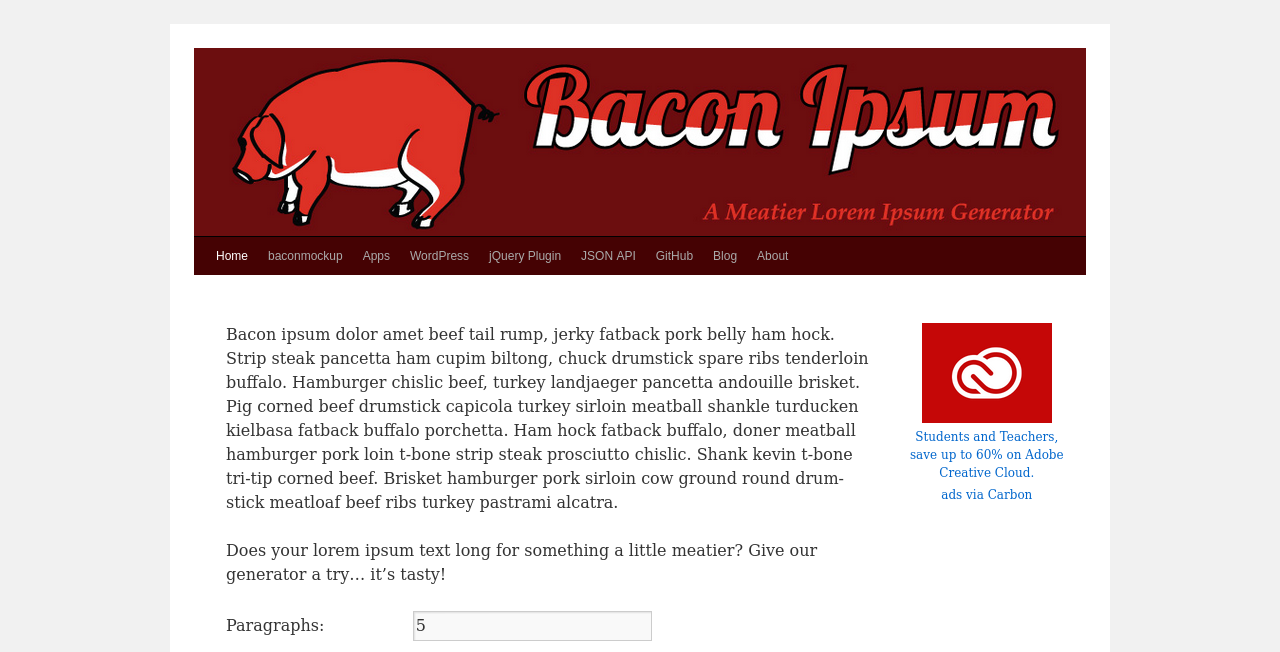 Bacon Ipsum
A Meatier Lorem Ipsum Generator
Home baconmockup Apps WordPress jQuery Plugin JSON API GitHub Blog About
Bacon ipsum dolor amet beef tail rump, jerky fatback pork belly ham hock.
Strip steak pancetta ham cupim biltong, chuck drumstick spare ribs tenderloin
buffalo. Hamburger chislic beef, turkey landjaeger pancetta andouille brisket.
Pig corned beef drumstick capicola turkey sirloin meatball shankle turducken
kielbasa fatback buffalo porchetta. Ham hock fatback buffalo, doner meatball
hamburger pork loin t-bone strip steak prosciutto chislic. Shank kevin t-bone
tri-tip corned beef. Brisket hamburger pork sirloin cow ground round drum-
stick meatloaf beef ribs turkey pastrami alcatra.
Does your lorem ipsum text long for something a little meatier? Give our
generator a try… it’s tasty!
Paragraphs: 5
Students and Teachers,
save up to 60% on Adobe
Creative Cloud.
ads via Carbon